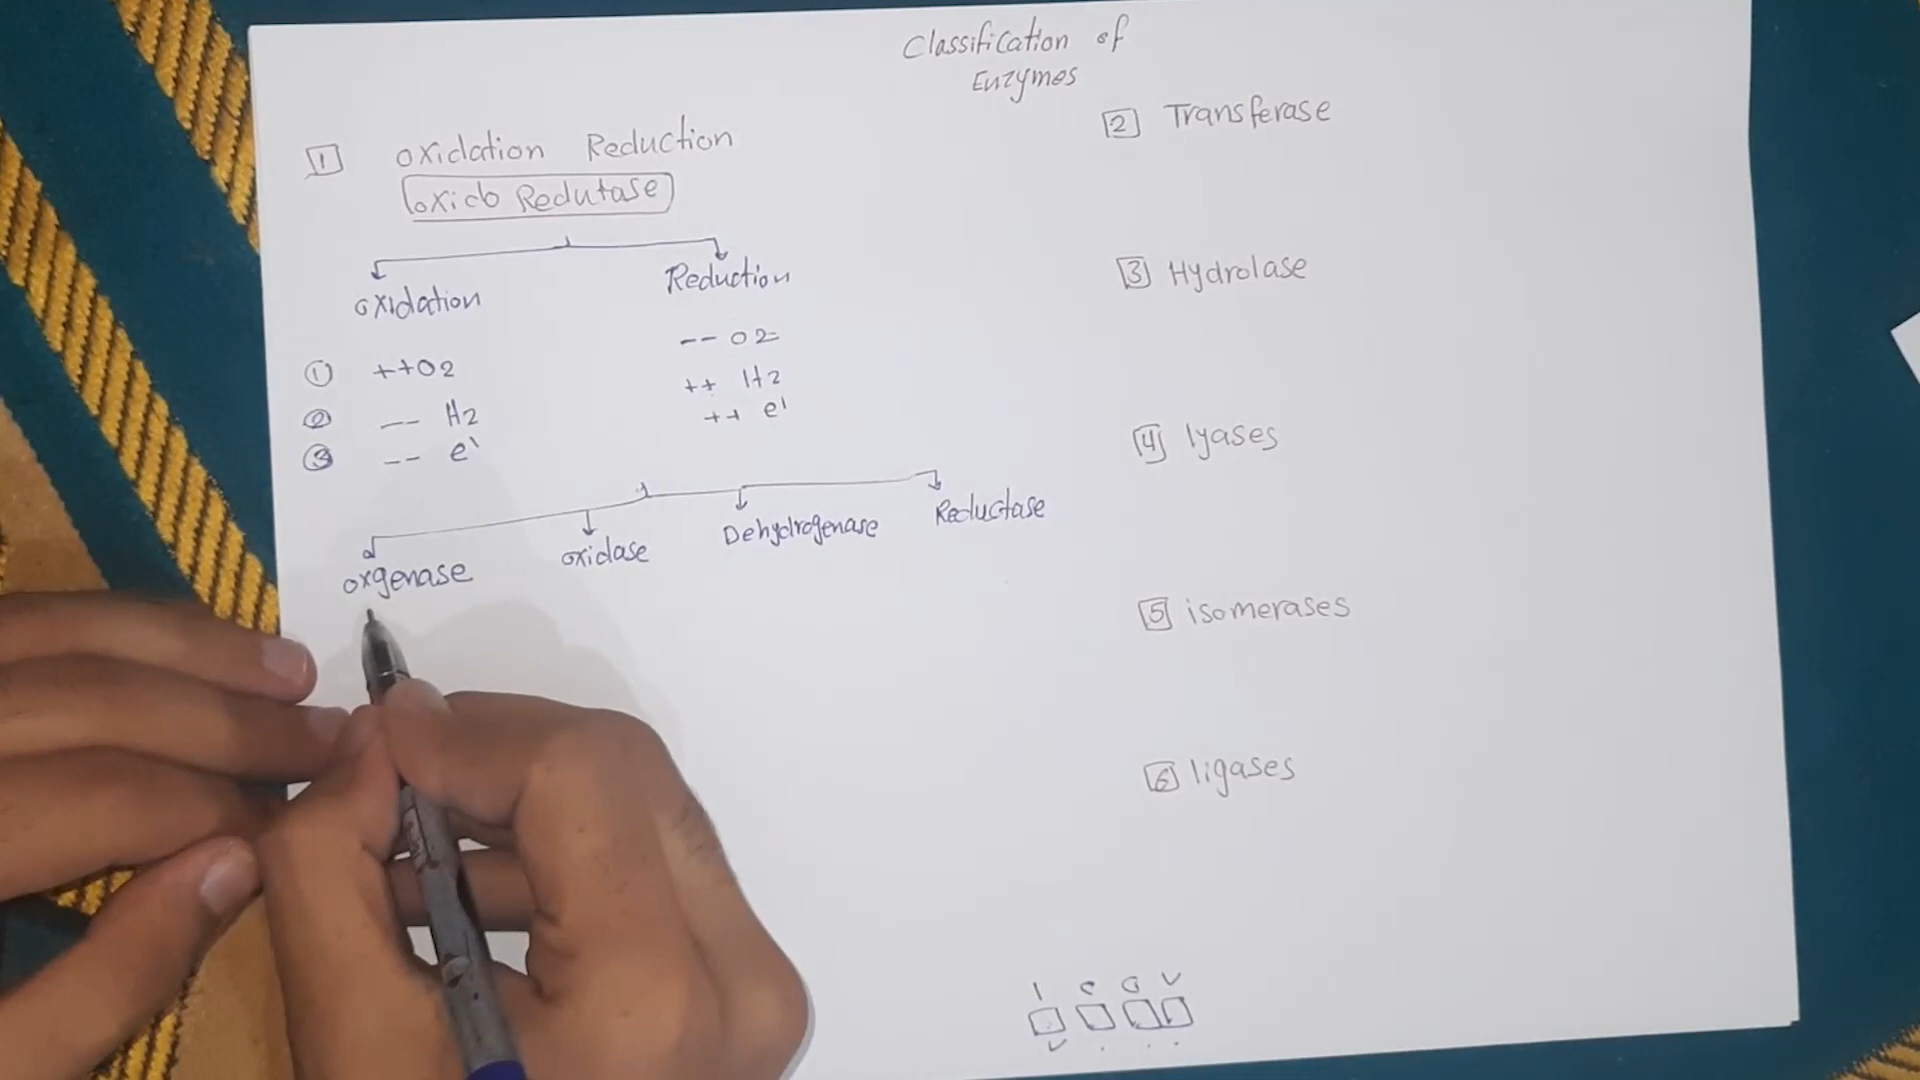 Classification of
Enzymes
1 oxidation Reduction
oxido Redutase
oxidation
Reduction
① ++O2
② -- H2
③ -- e'
-- O2
++ H2
++ e'
oxgenase
oxidase
Dehydrogenase
Reductase
2 Transferase
3 Hydrolase
4 lyases
5 isomerases
6 ligases